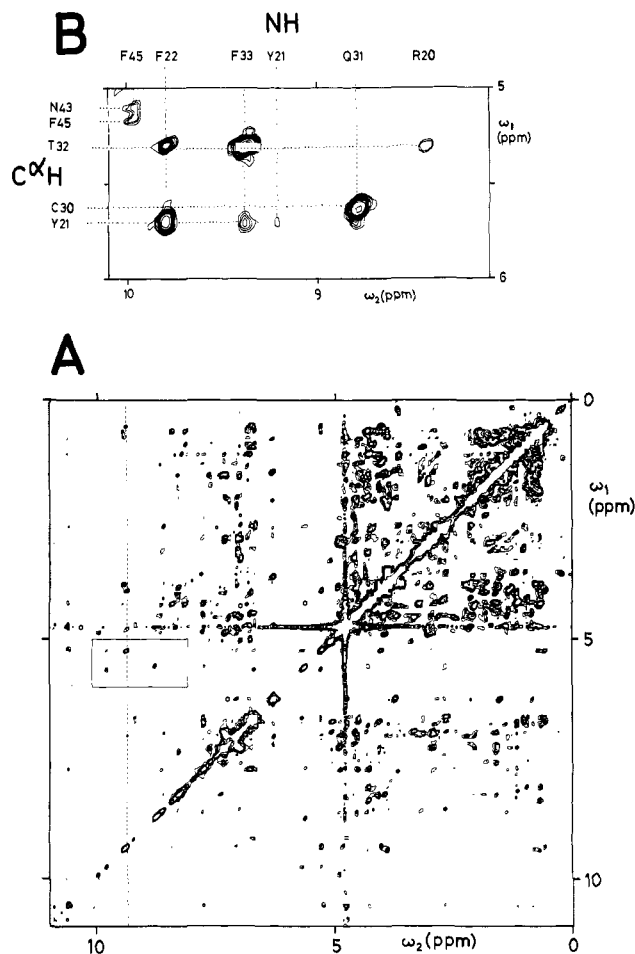 B
NH
F45 F22 F33 Y21 Q31 R20
5
N43
F45
ω₁
(ppm)
T32
CᵅH
C30
Y21
6
10 9 ω₂(ppm)
A
0
ω₁
(ppm)
5
10
10 5 ω₂(ppm) 0